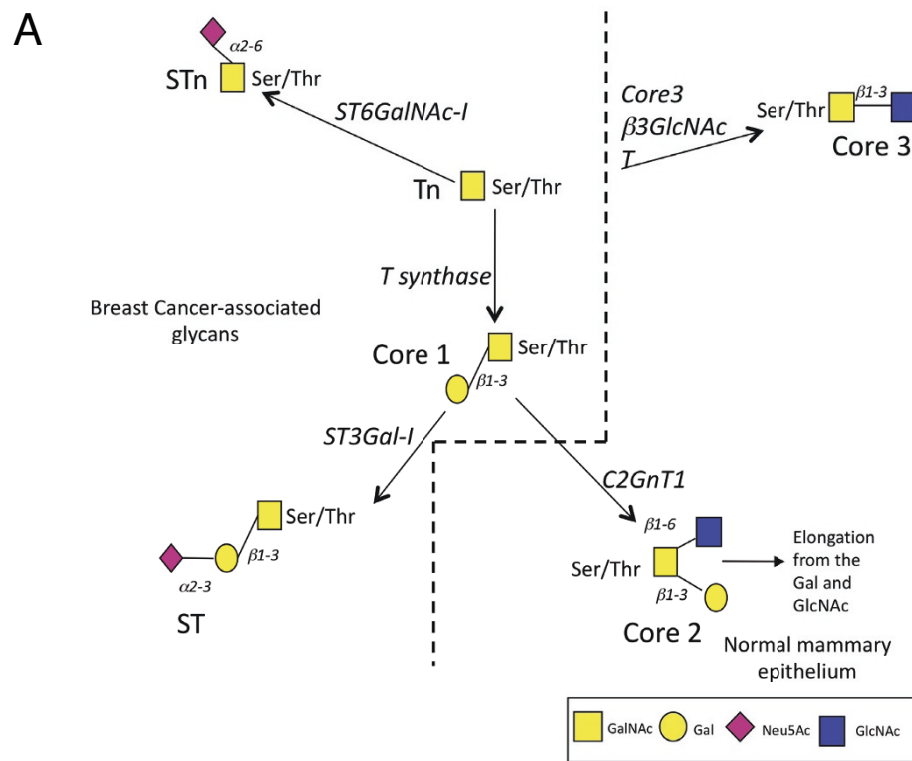 A
α2-6
STn
Ser/Thr
ST6GalNAc-I
Tn
Ser/Thr
Core3
β3GlcNAc
T
Ser/Thr
β1-3
Core 3
T synthase
Breast Cancer-associated
glycans
Core 1
Ser/Thr
β1-3
ST3Gal-I
C2GnT1
Ser/Thr
β1-3
α2-3
ST
β1-6
Ser/Thr
β1-3
Core 2
Elongation
from the
Gal and
GlcNAc
Normal mammary
epithelium
GalNAc
Gal
Neu5Ac
GlcNAc